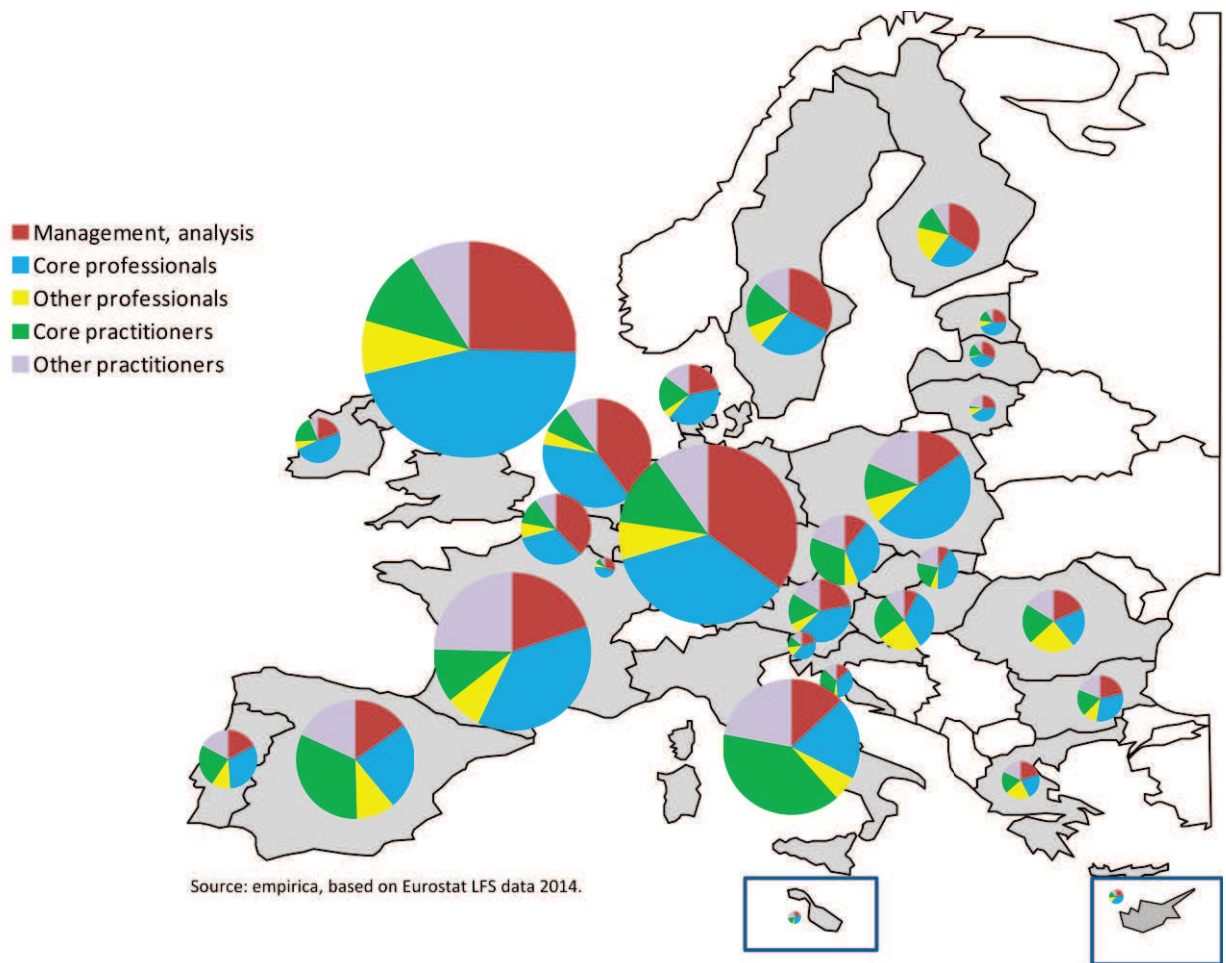 Management, analysis
Core professionals
Other professionals
Core practitioners
Other practitioners
Source: empirica, based on Eurostat LFS data 2014.